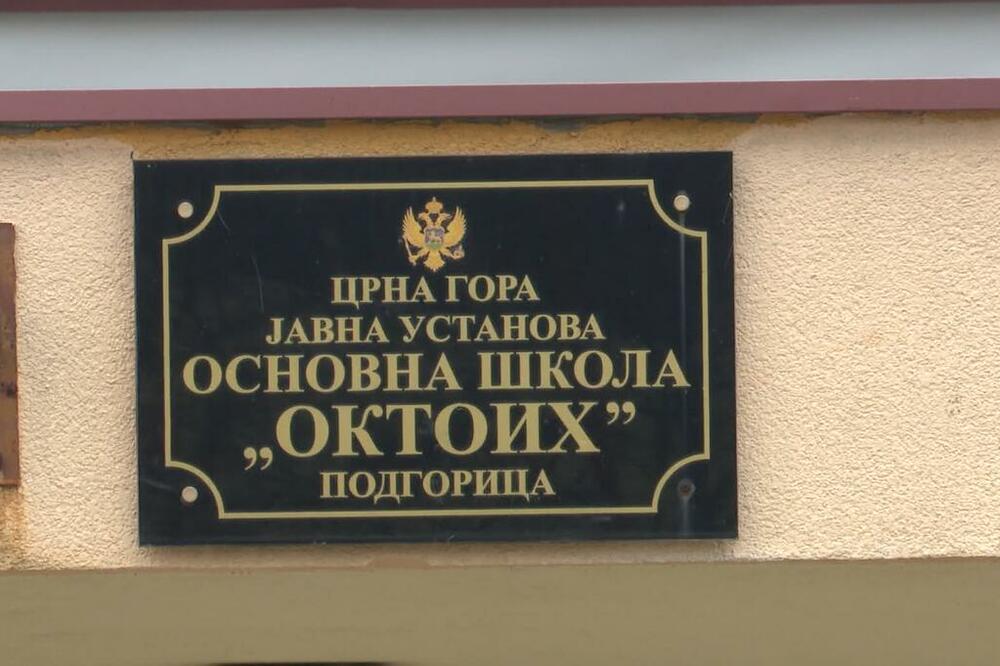 ЦРНА ГОРА
ЈАВНА УСТАНОВА
ОСНОВНА ШКОЛА
„ОКТОИХ”
ПОДГОРИЦА